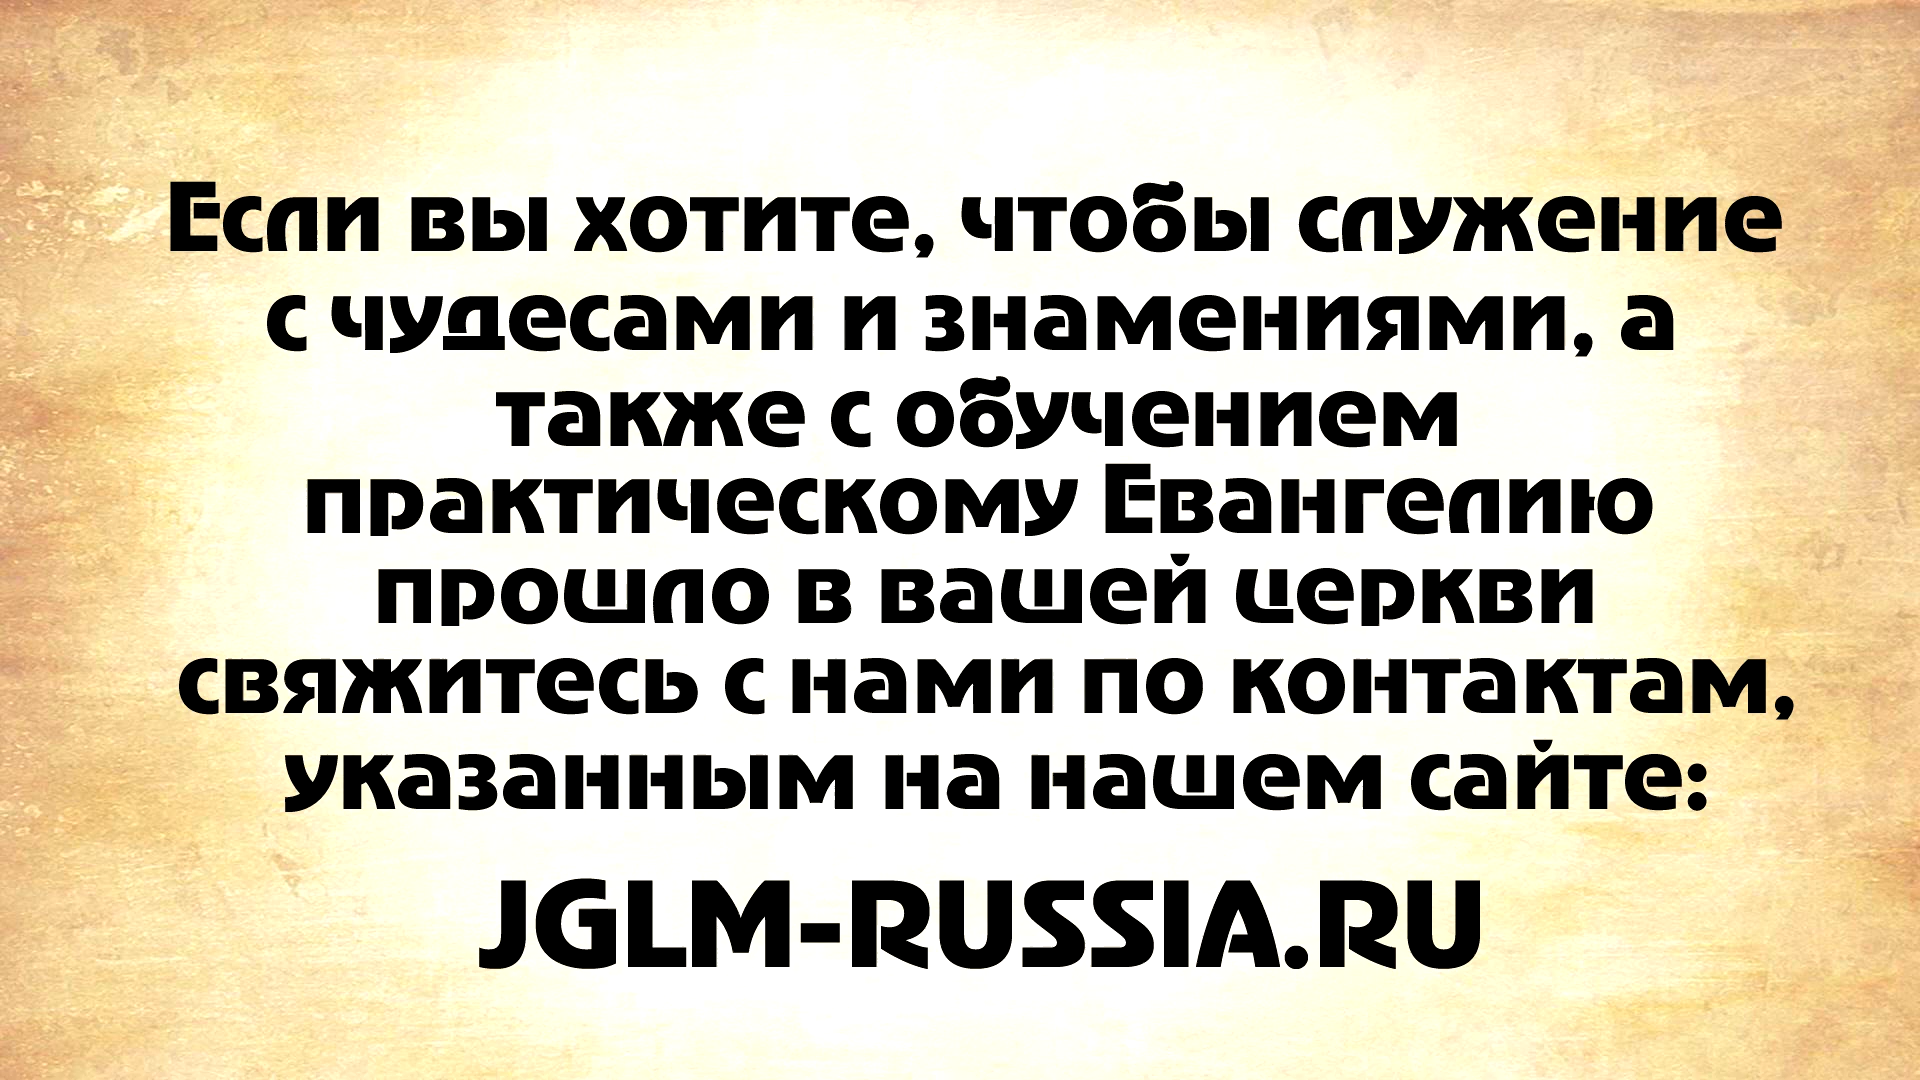 Если вы хотите, чтобы служение
с чудесами и знамениями, а
также с обучением
практическому Евангелию
прошло в вашей церкви
свяжитесь с нами по контактам,
указанным на нашем сайте:
JGLM-RUSSIA.RU